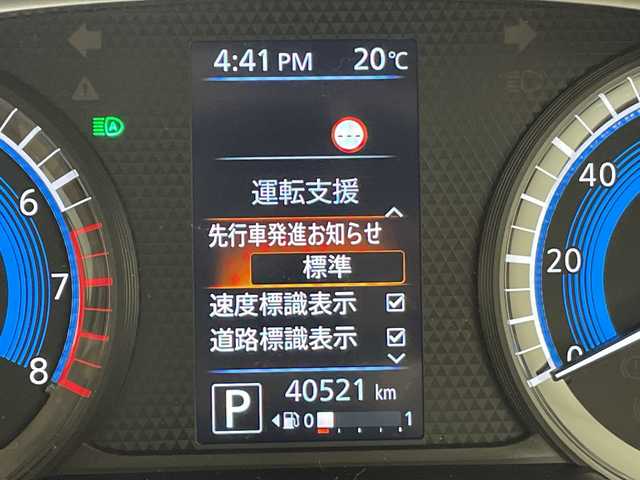 4:41 PM 20℃
運転支援
先行車発進お知らせ
標準
速度標識表示
道路標識表示
P 40521 km
0 1
6
7
8
40
20
0
A